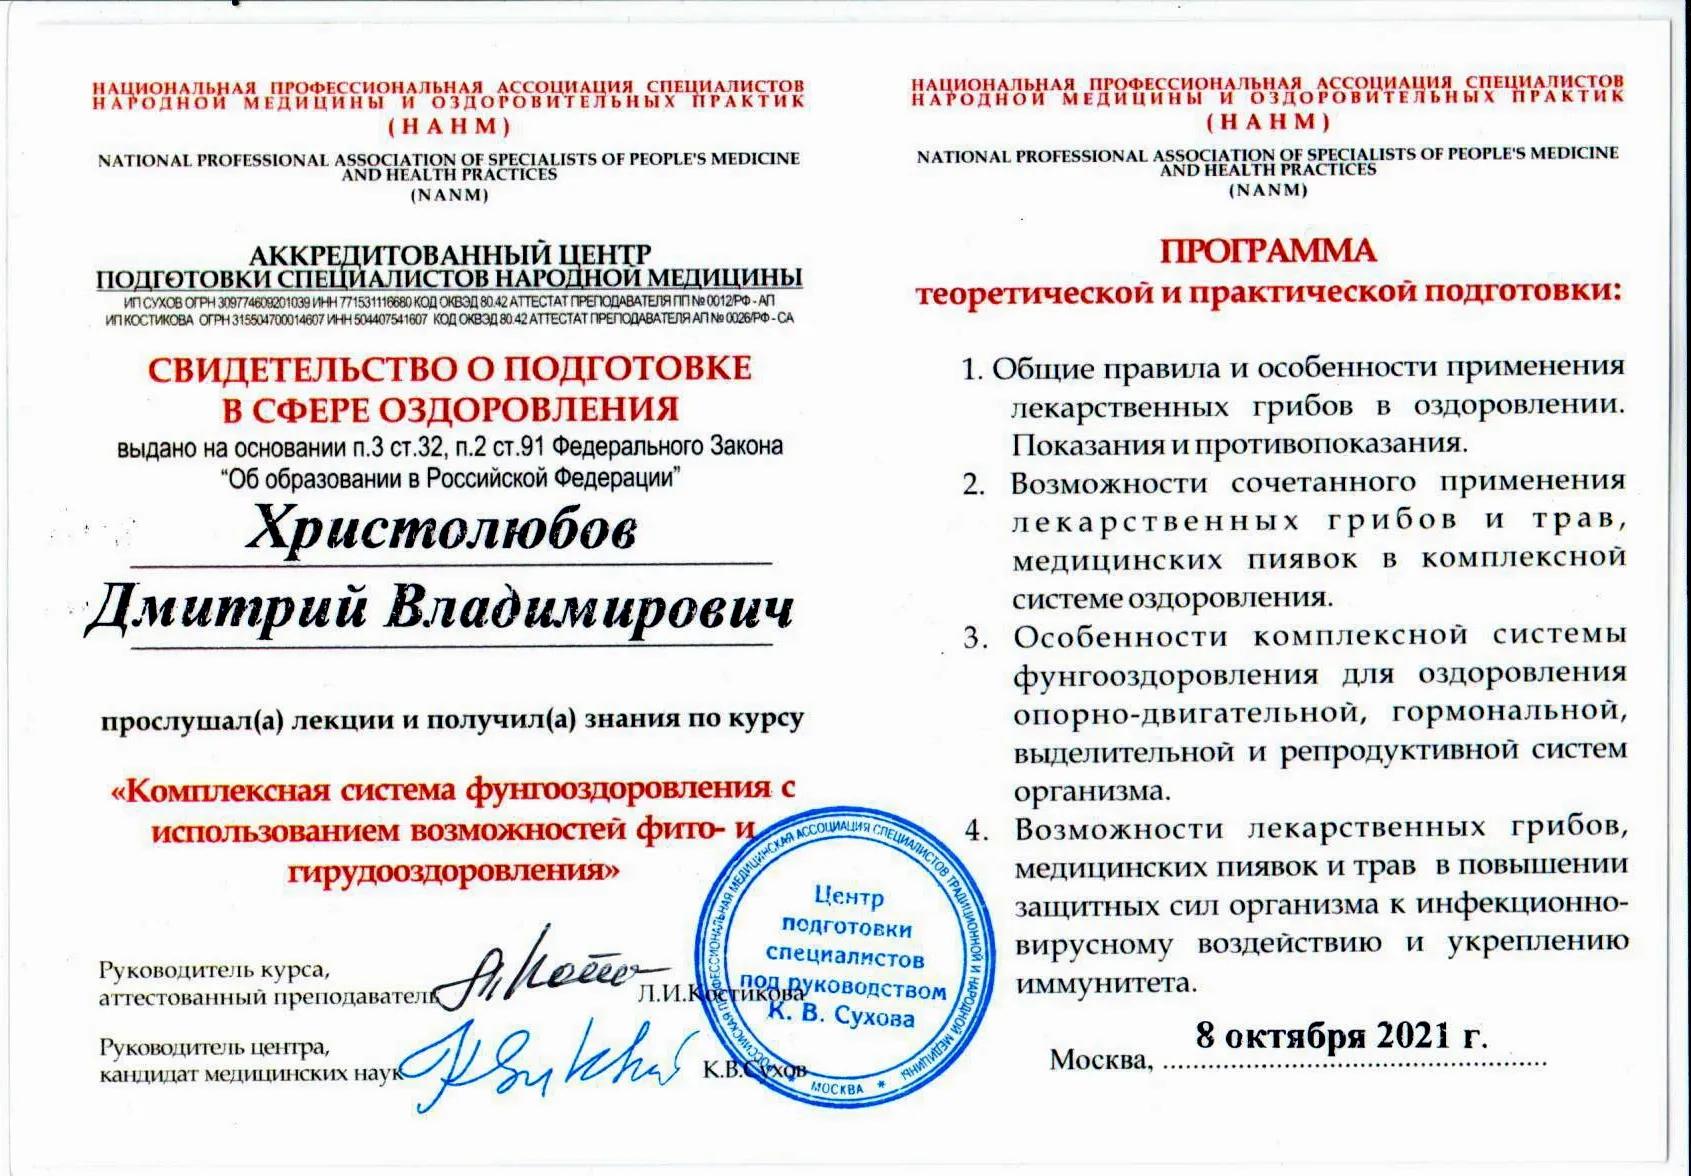 НАЦИОНАЛЬНАЯ ПРОФЕССИОНАЛЬНАЯ АССОЦИАЦИЯ СПЕЦИАЛИСТОВ
НАРОДНОЙ МЕДИЦИНЫ И ОЗДОРОВИТЕЛЬНЫХ ПРАКТИК
(НАНМ)
NATIONAL PROFESSIONAL ASSOCIATION OF SPECIALISTS OF PEOPLE'S MEDICINE
AND HEALTH PRACTICES
(NANM)
АККРЕДИТОВАННЫЙ ЦЕНТР
ПОДГОТОВКИ СПЕЦИАЛИСТОВ НАРОДНОЙ МЕДИЦИНЫ
ИП СУХОВ ОГРН 309774609201039 ИНН 771531116680 КОД ОКВЭД 80.42 АТТЕСТАТ ПРЕПОДАВАТЕЛЯ ПП № 0012/РФ - АП
ИП КОСТИКОВА ОГРН 315504700014607 ИНН 504407541607 КОД ОКВЭД 80.42 АТТЕСТАТ ПРЕПОДАВАТЕЛЯ АП № 0026/РФ - СА
СВИДЕТЕЛЬСТВО О ПОДГОТОВКЕ
В СФЕРЕ ОЗДОРОВЛЕНИЯ
выдано на основании п.3 ст.32, п.2 ст.91 Федерального Закона
“Об образовании в Российской Федерации”
Христолюбов
Дмитрий Владимирович
прослушал(а) лекции и получил(а) знания по курсу
«Комплексная система фунгооздоровления с
использованием возможностей фито- и
гирудооздоровления»
Руководитель курса,
аттестованный преподаватель Л.И.Костикова
Руководитель центра,
кандидат медицинских наук К.В.Сухов
РОССИЙСКАЯ ПРОФЕССИОНАЛЬНАЯ МЕДИЦИНСКАЯ АССОЦИАЦИЯ СПЕЦИАЛИСТОВ ТРАДИЦИОННОЙ И НАРОДНОЙ МЕДИЦИНЫ
* МОСКВА *
Центр
подготовки
специалистов
под руководством
К. В. Сухова
НАЦИОНАЛЬНАЯ ПРОФЕССИОНАЛЬНАЯ АССОЦИАЦИЯ СПЕЦИАЛИСТОВ
НАРОДНОЙ МЕДИЦИНЫ И ОЗДОРОВИТЕЛЬНЫХ ПРАКТИК
(НАНМ)
NATIONAL PROFESSIONAL ASSOCIATION OF SPECIALISTS OF PEOPLE'S MEDICINE
AND HEALTH PRACTICES
(NANM)
ПРОГРАММА
теоретической и практической подготовки:
1. Общие правила и особенности применения
лекарственных грибов в оздоровлении.
Показания и противопоказания.
2. Возможности сочетанного применения
лекарственных грибов и трав,
медицинских пиявок в комплексной
системе оздоровления.
3. Особенности комплексной системы
фунгооздоровления для оздоровления
опорно-двигательной, гормональной,
выделительной и репродуктивной систем
организма.
4. Возможности лекарственных грибов,
медицинских пиявок и трав в повышении
защитных сил организма к инфекционно-
вирусному воздействию и укреплению
иммунитета.
Москва, 8 октября 2021 г.